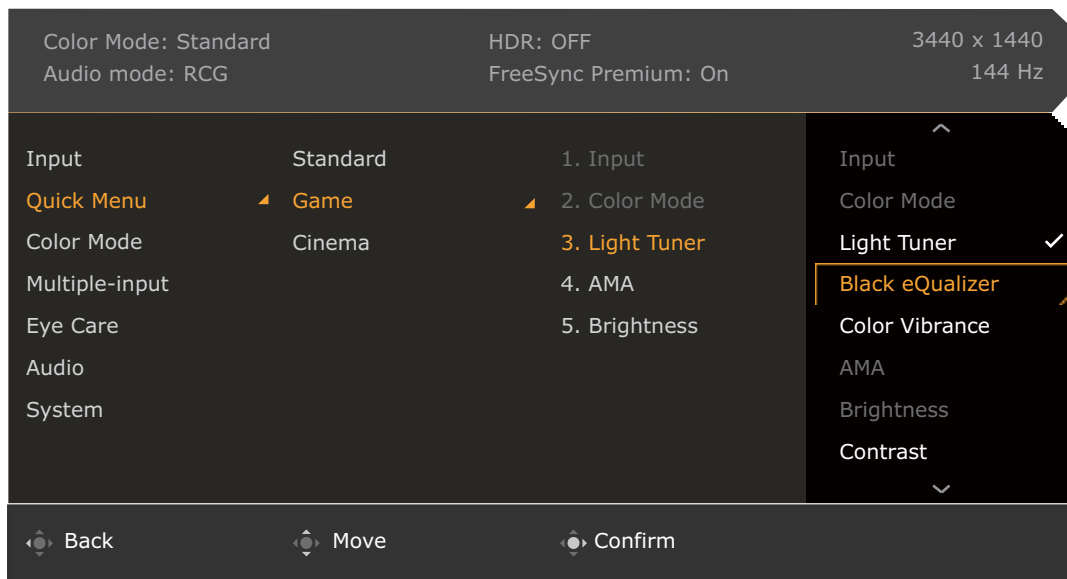 Color Mode: Standard
Audio mode: RCG
HDR: OFF
FreeSync Premium: On
3440 x 1440
144 Hz
Input
Quick Menu
Color Mode
Multiple-input
Eye Care
Audio
System
Standard
Game
Cinema
1. Input
2. Color Mode
3. Light Tuner
4. AMA
5. Brightness
Input
Color Mode
Light Tuner
Black eQualizer
Color Vibrance
AMA
Brightness
Contrast
Back
Move
Confirm